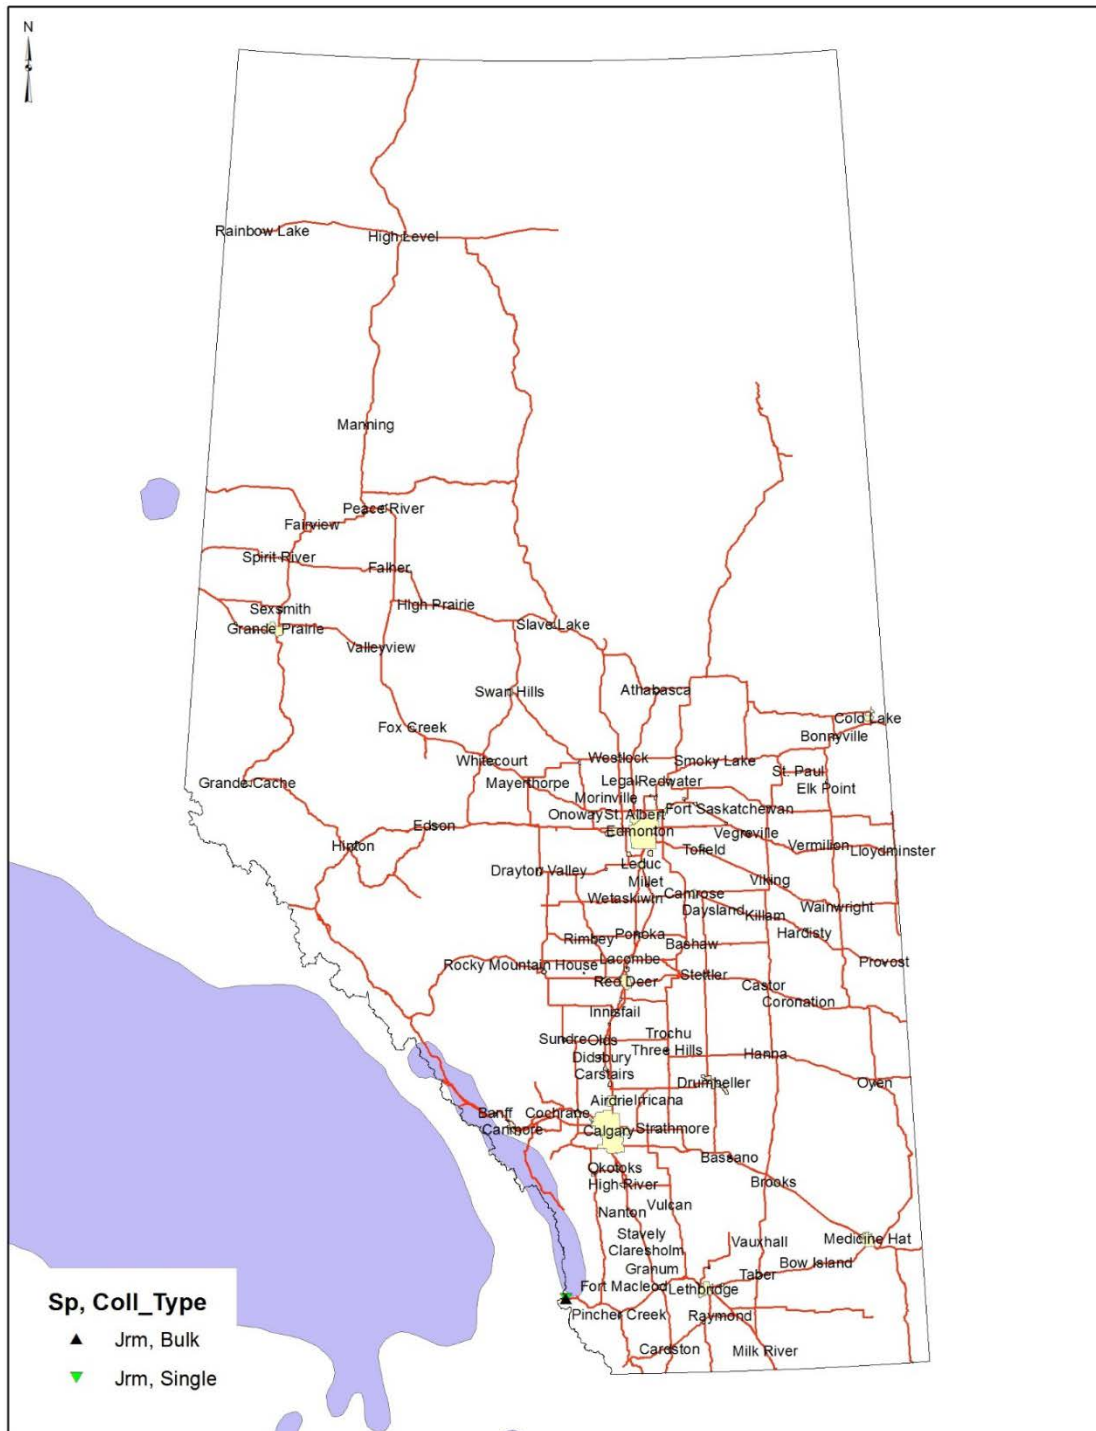 N
Rainbow Lake
High Level
Manning
Peace River
Fairview
Spirit River
Falher
High Prairie
Sexsmith
Grande Prairie
Slave Lake
Valleyview
Swan Hills
Athabasca
Cold Lake
Fox Creek
Bonnyville
Whitecourt
Westlock
Smoky Lake
St. Paul
Grande Cache
Mayerthorpe
Legal
Redwater
Elk Point
Morinville
Fort Saskatchewan
Onoway
St. Albert
Edson
Edmonton
Vegreville
Hinton
Tofield
Vermilion
Lloydminster
Drayton Valley
Leduc
Millet
Viking
Wetaskiwin
Camrose
Daysland
Killam
Wainwright
Rimbey
Ponoka
Bashaw
Hardisty
Rocky Mountain House
Lacombe
Provost
Red Deer
Stettler
Castor
Coronation
Innisfail
Sundre
Olds
Trochu
Didsbury
Three Hills
Hanna
Carstairs
Drumheller
Oyen
Airdrie
Irricana
Banff
Cochrane
Canmore
Calgary
Strathmore
Bassano
Okotoks
High River
Brooks
Nanton
Vulcan
Stavely
Vauxhall
Medicine Hat
Claresholm
Granum
Bow Island
Taber
Fort Macleod
Lethbridge
Pincher Creek
Raymond
Cardston
Milk River
Sp, Coll_Type
Jrm, Bulk
Jrm, Single